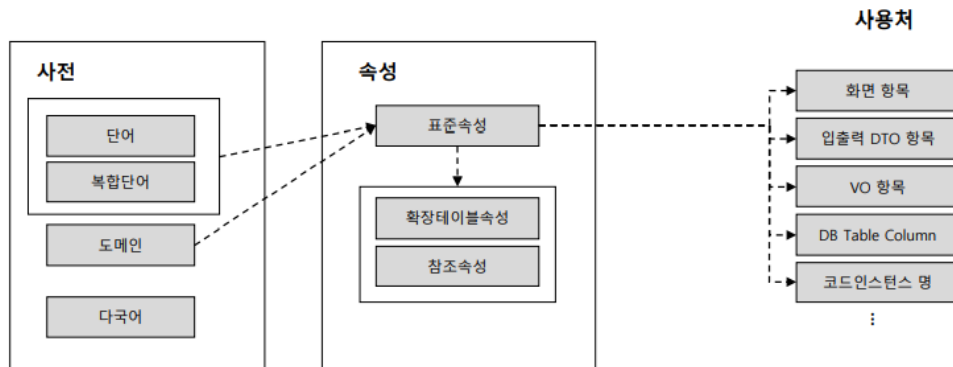 사용처
사전
속성
단어
복합단어
도메인
다국어
표준속성
확장테이블속성
참조속성
화면 항목
입출력 DTO 항목
VO 항목
DB Table Column
코드인스턴스 명
⋮